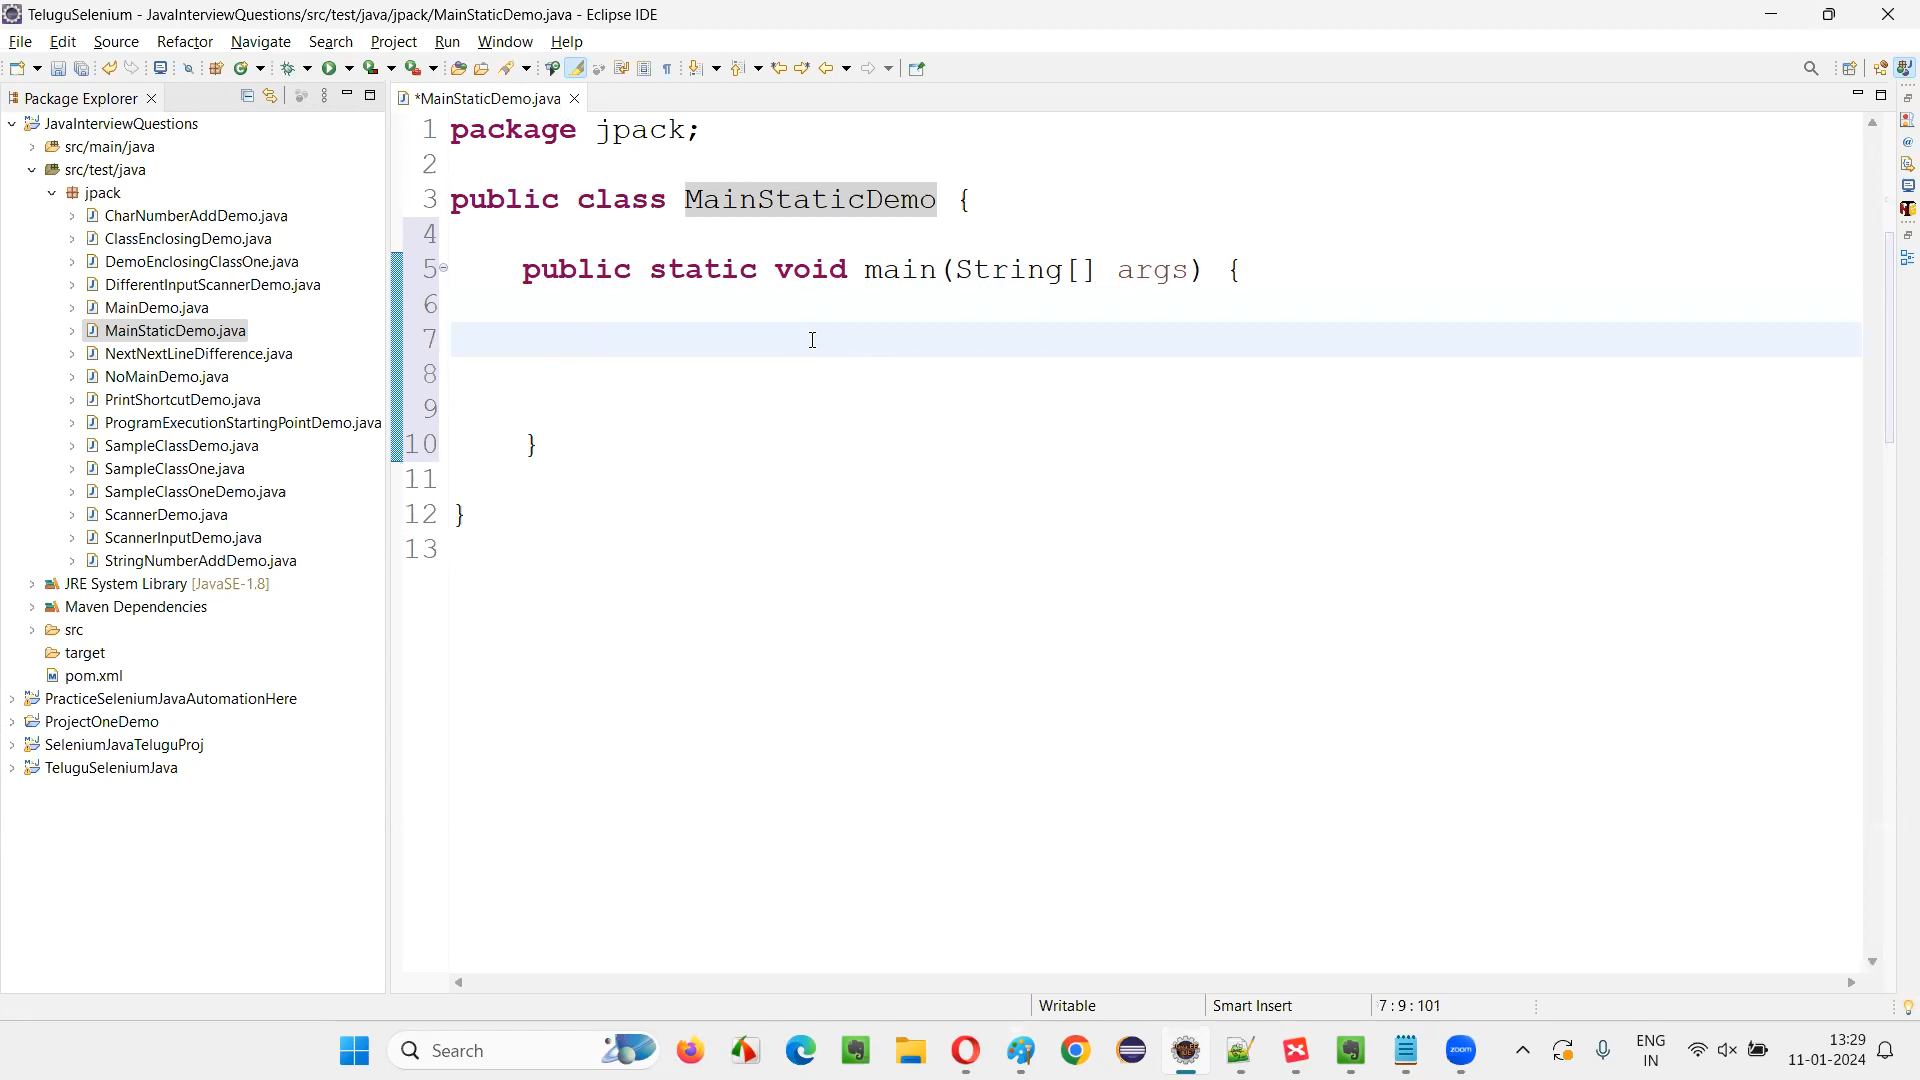 TeluguSelenium - JavaInterviewQuestions/src/test/java/jpack/MainStaticDemo.java - Eclipse IDE
File Edit Source Refactor Navigate Search Project Run Window Help
Package Explorer
JavaInterviewQuestions
src/main/java
src/test/java
jpack
CharNumberAddDemo.java
ClassEnclosingDemo.java
DemoEnclosingClassOne.java
DifferentInputScannerDemo.java
MainDemo.java
MainStaticDemo.java
NextNextLineDifference.java
NoMainDemo.java
PrintShortcutDemo.java
ProgramExecutionStartingPointDemo.java
SampleClassDemo.java
SampleClassOne.java
SampleClassOneDemo.java
ScannerDemo.java
ScannerInputDemo.java
StringNumberAddDemo.java
JRE System Library [JavaSE-1.8]
Maven Dependencies
src
target
pom.xml
PracticeSeleniumJavaAutomationHere
ProjectOneDemo
SeleniumJavaTeluguProj
TeluguSeleniumJava
*MainStaticDemo.java
1 package jpack;
2
3 public class MainStaticDemo {
4
5 public static void main(String[] args) {
6
7
8
9
10 }
11
12 }
13
Writable Smart Insert 7 : 9 : 101
Search
zoom
ENG
IN
13:29
11-01-2024